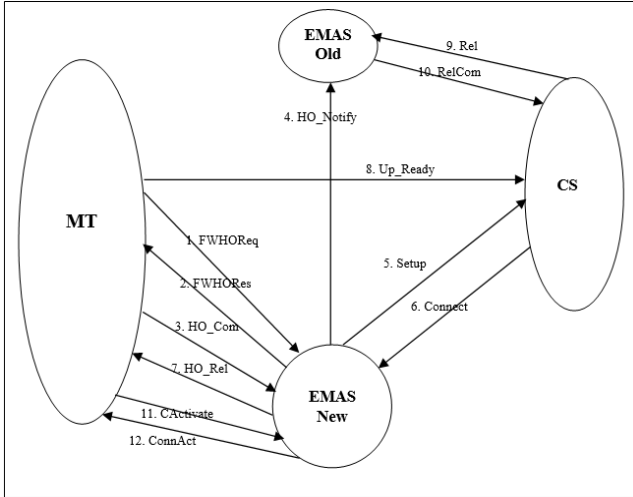 EMAS
Old
9. Rel
10. RelCom
4. HO_Notify
8. Up_Ready
CS
MT
1. FWHOReq
5. Setup
2. FWHORes
6. Connect
3. HO_Com
7. HO_Rel
EMAS
New
11. CActivate
12. ConnAct